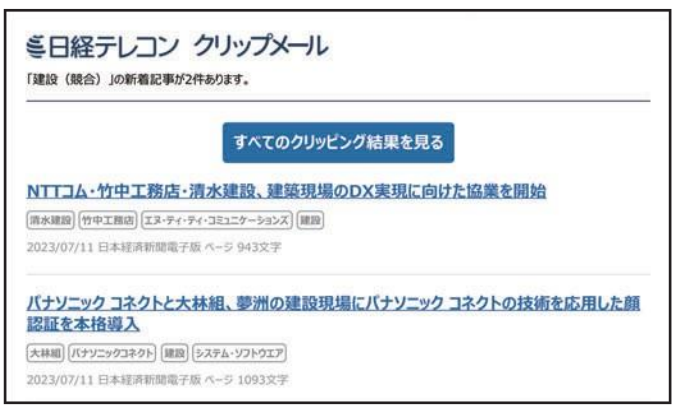 日経テレコン クリップメール
「建設（競合）」の新着記事が2件あります。
すべてのクリッピング結果を見る
NTTコム・竹中工務店・清水建設、建築現場のDX実現に向けた協業を開始
清水建設 竹中工務店 エヌ・ティ・ティ・コミュニケーションズ 建設
2023/07/11 日本経済新聞電子版 ページ 943文字
パナソニック コネクトと大林組、夢洲の建設現場にパナソニック コネクトの技術を応用した顔
認証を本格導入
大林組 パナソニックコネクト 建設 システム・ソフトウエア
2023/07/11 日本経済新聞電子版 ページ 1093文字